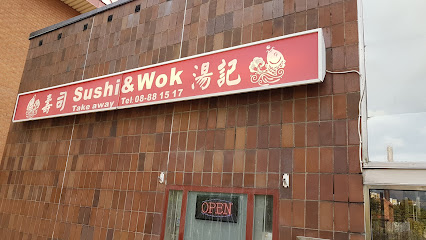 寿司 Sushi&Wok 湯記
Take away Tel 08-88 15 17
OPEN